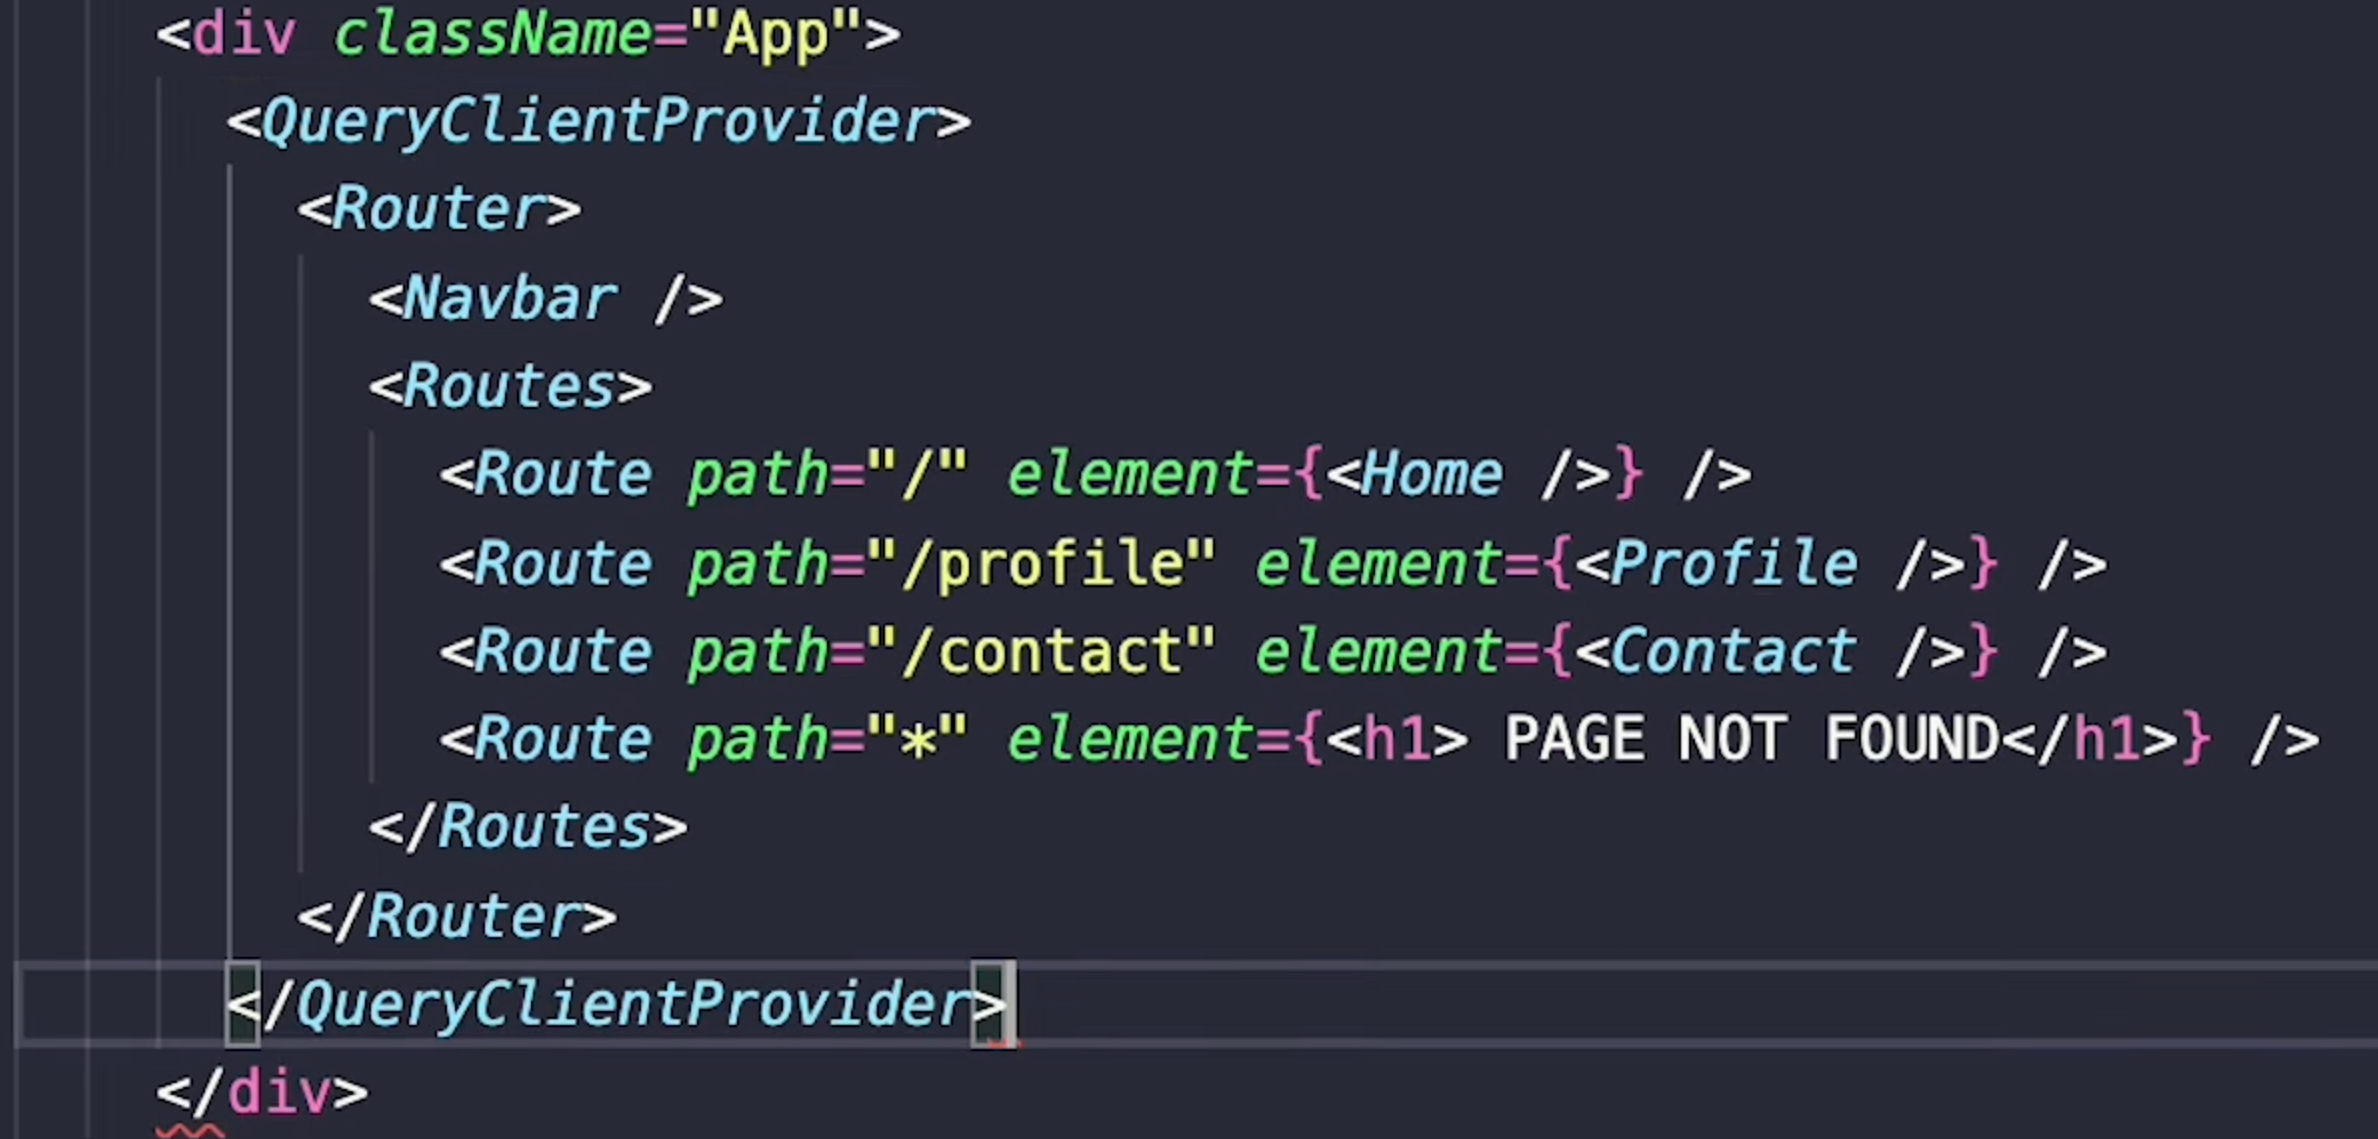 <div className="App">
<QueryClientProvider>
<Router>
<Navbar />
<Routes>
<Route path="/" element={<Home />} />
<Route path="/profile" element={<Profile />} />
<Route path="/contact" element={<Contact />} />
<Route path="*" element={<h1> PAGE NOT FOUND</h1>} />
</Routes>
</Router>
</QueryClientProvider>
</div>